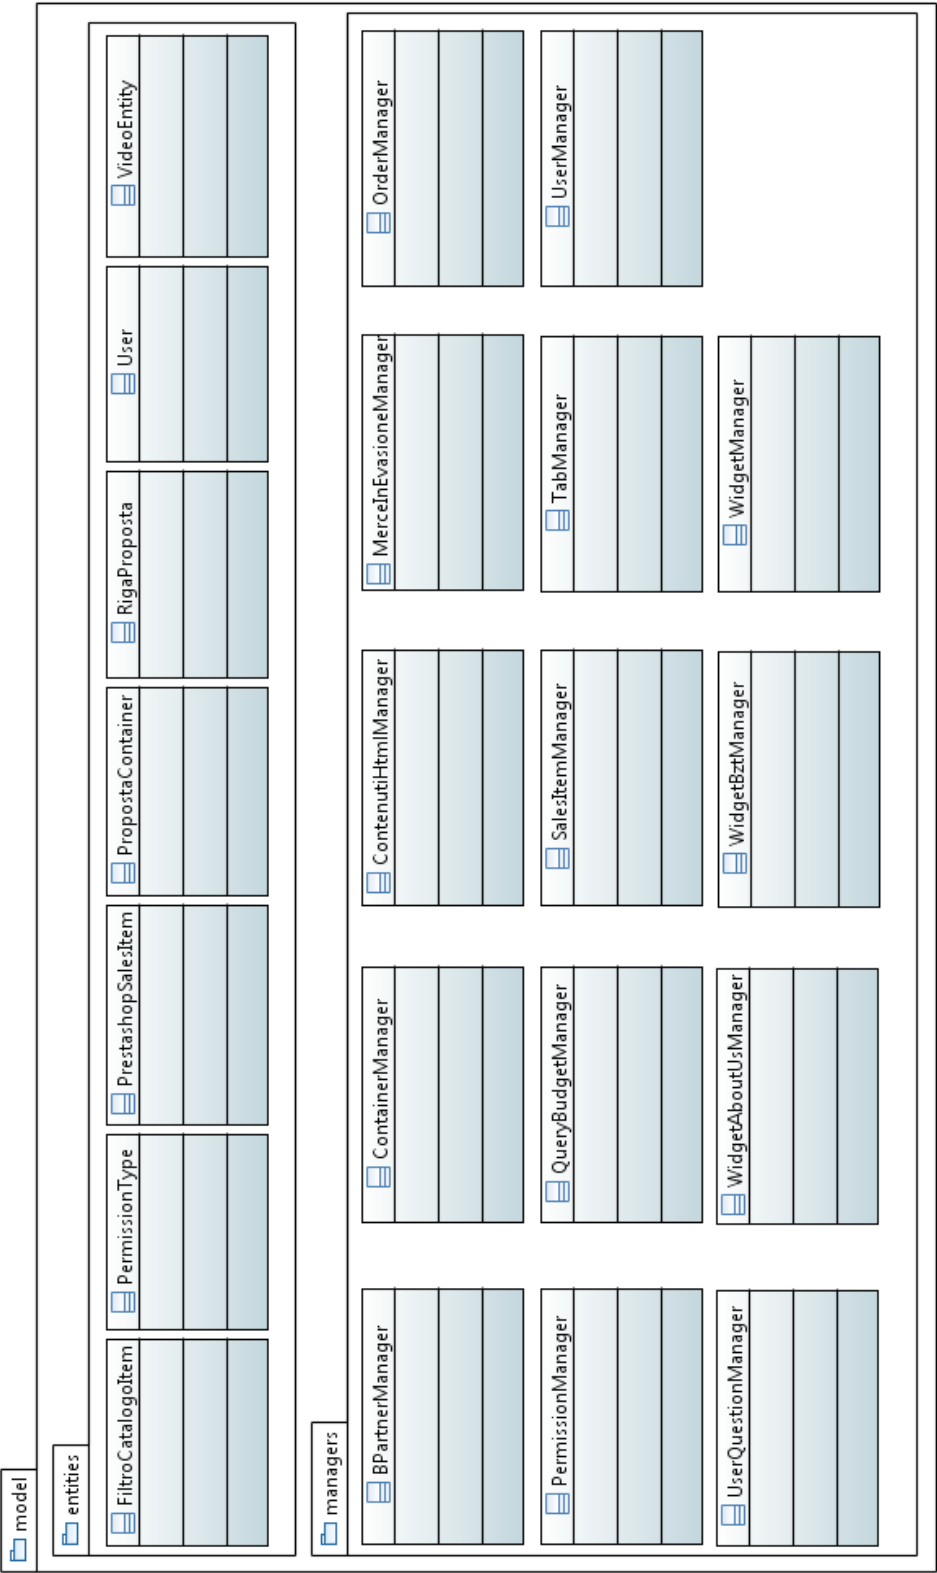 model
entities
FiltroCatalogoItem
PermissionType
PrestashopSalesItem
PropostaContainer
RigaProposta
User
VideoEntity
managers
BPartnerManager
ContainerManager
ContenutiHtmlManager
MerceInEvasioneManager
OrderManager
PermissionManager
QueryBudgetManager
SalesItemManager
TabManager
UserManager
UserQuestionManager
WidgetAboutUsManager
WidgetBztManager
WidgetManager